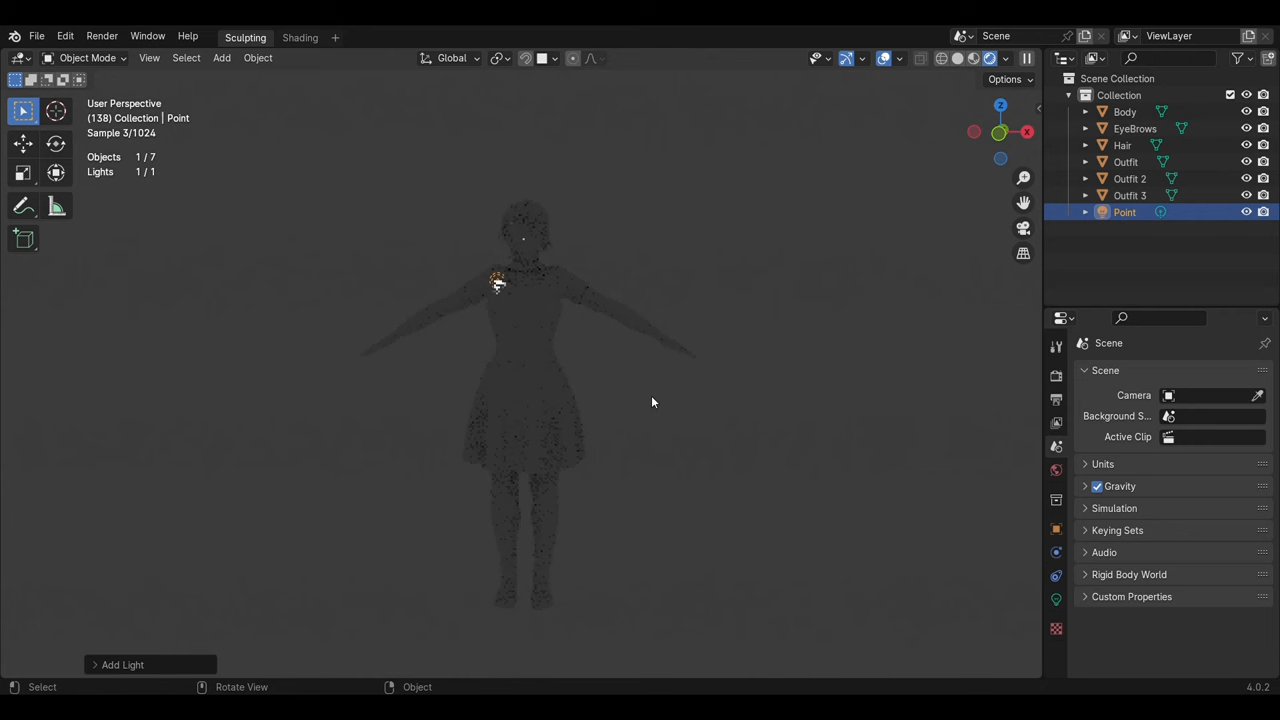 File Edit Render Window Help Sculpting Shading + Scene ViewLayer
Object Mode View Select Add Object Global
Options
User Perspective
(138) Collection | Point
Sample 3/1024
Objects 1 / 7
Lights 1 / 1
Z
X
Add Light
Scene Collection
Collection
Body
EyeBrows
Hair
Outfit
Outfit 2
Outfit 3
Point
Scene
Scene
Camera
Background S...
Active Clip
Units
Gravity
Simulation
Keying Sets
Audio
Rigid Body World
Custom Properties
Select Rotate View Object 4.0.2